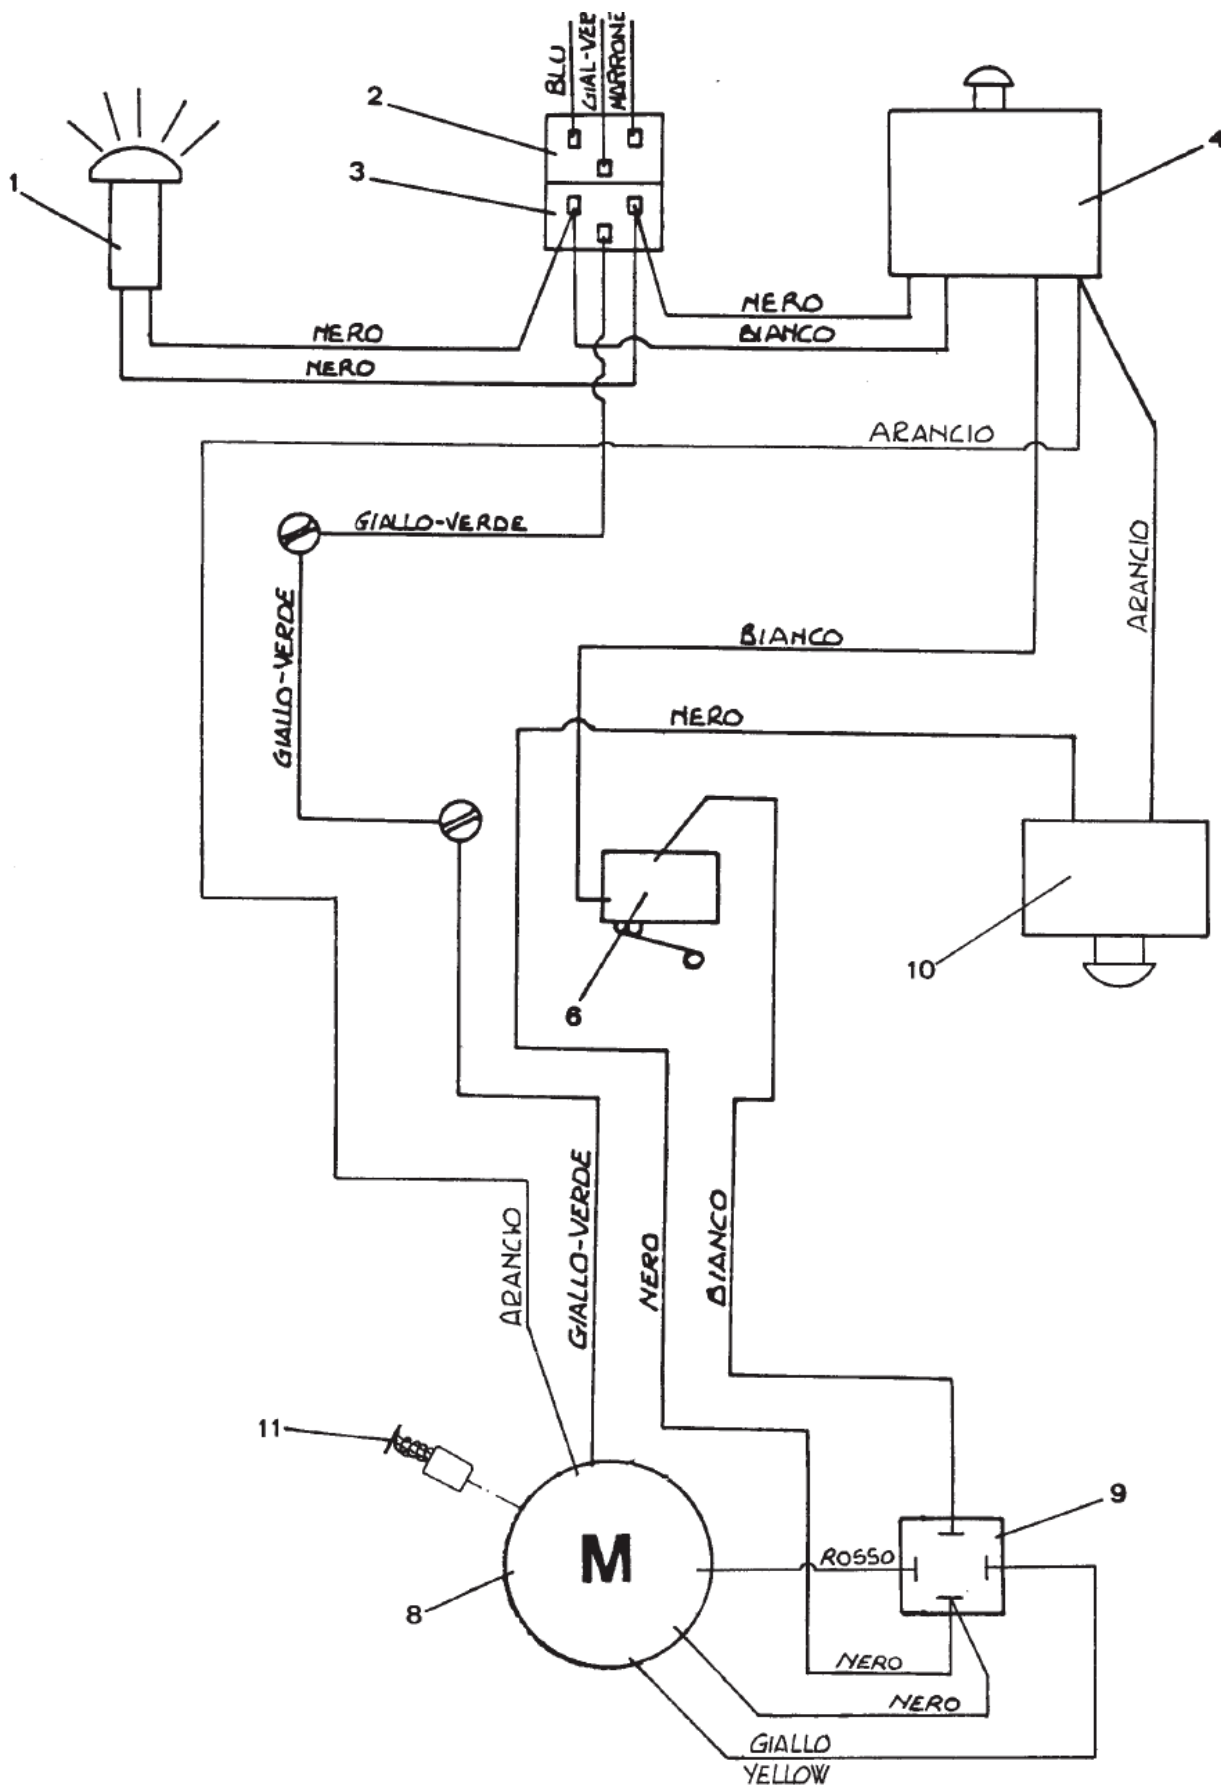 BLU
GIAL-VER
MARRONE
2
3
1
4
NERO
BIANCO
NERO
NERO
ARANCIO
GIALLO-VERDE
ARANCIO
GIALLO-VERDE
BIANCO
NERO
10
6
ARANCIO
GIALLO-VERDE
NERO
BIANCO
11
9
M
ROSSO
8
NERO
NERO
GIALLO
YELLOW